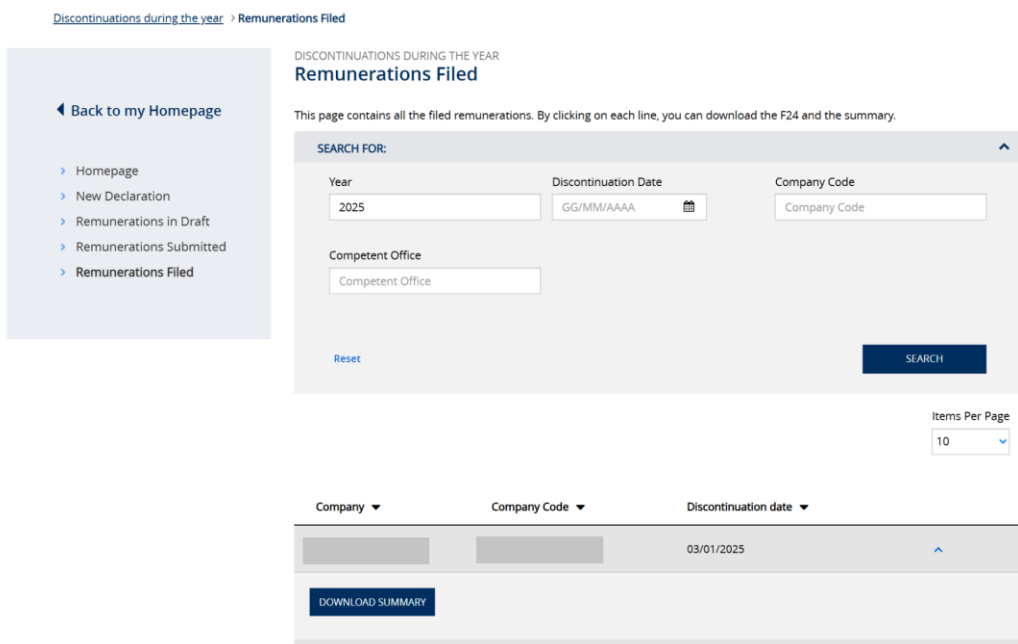 Discontinuations during the year › Remunerations Filed
Back to my Homepage
Homepage
New Declaration
Remunerations in Draft
Remunerations Submitted
Remunerations Filed
DISCONTINUATIONS DURING THE YEAR
Remunerations Filed
This page contains all the filed remunerations. By clicking on each line, you can download the F24 and the summary.
SEARCH FOR:
Year Discontinuation Date Company Code
2025 GG/MM/AAAA Company Code
Competent Office
Competent Office
Reset SEARCH
Items Per Page
10
Company Company Code Discontinuation date
03/01/2025
DOWNLOAD SUMMARY